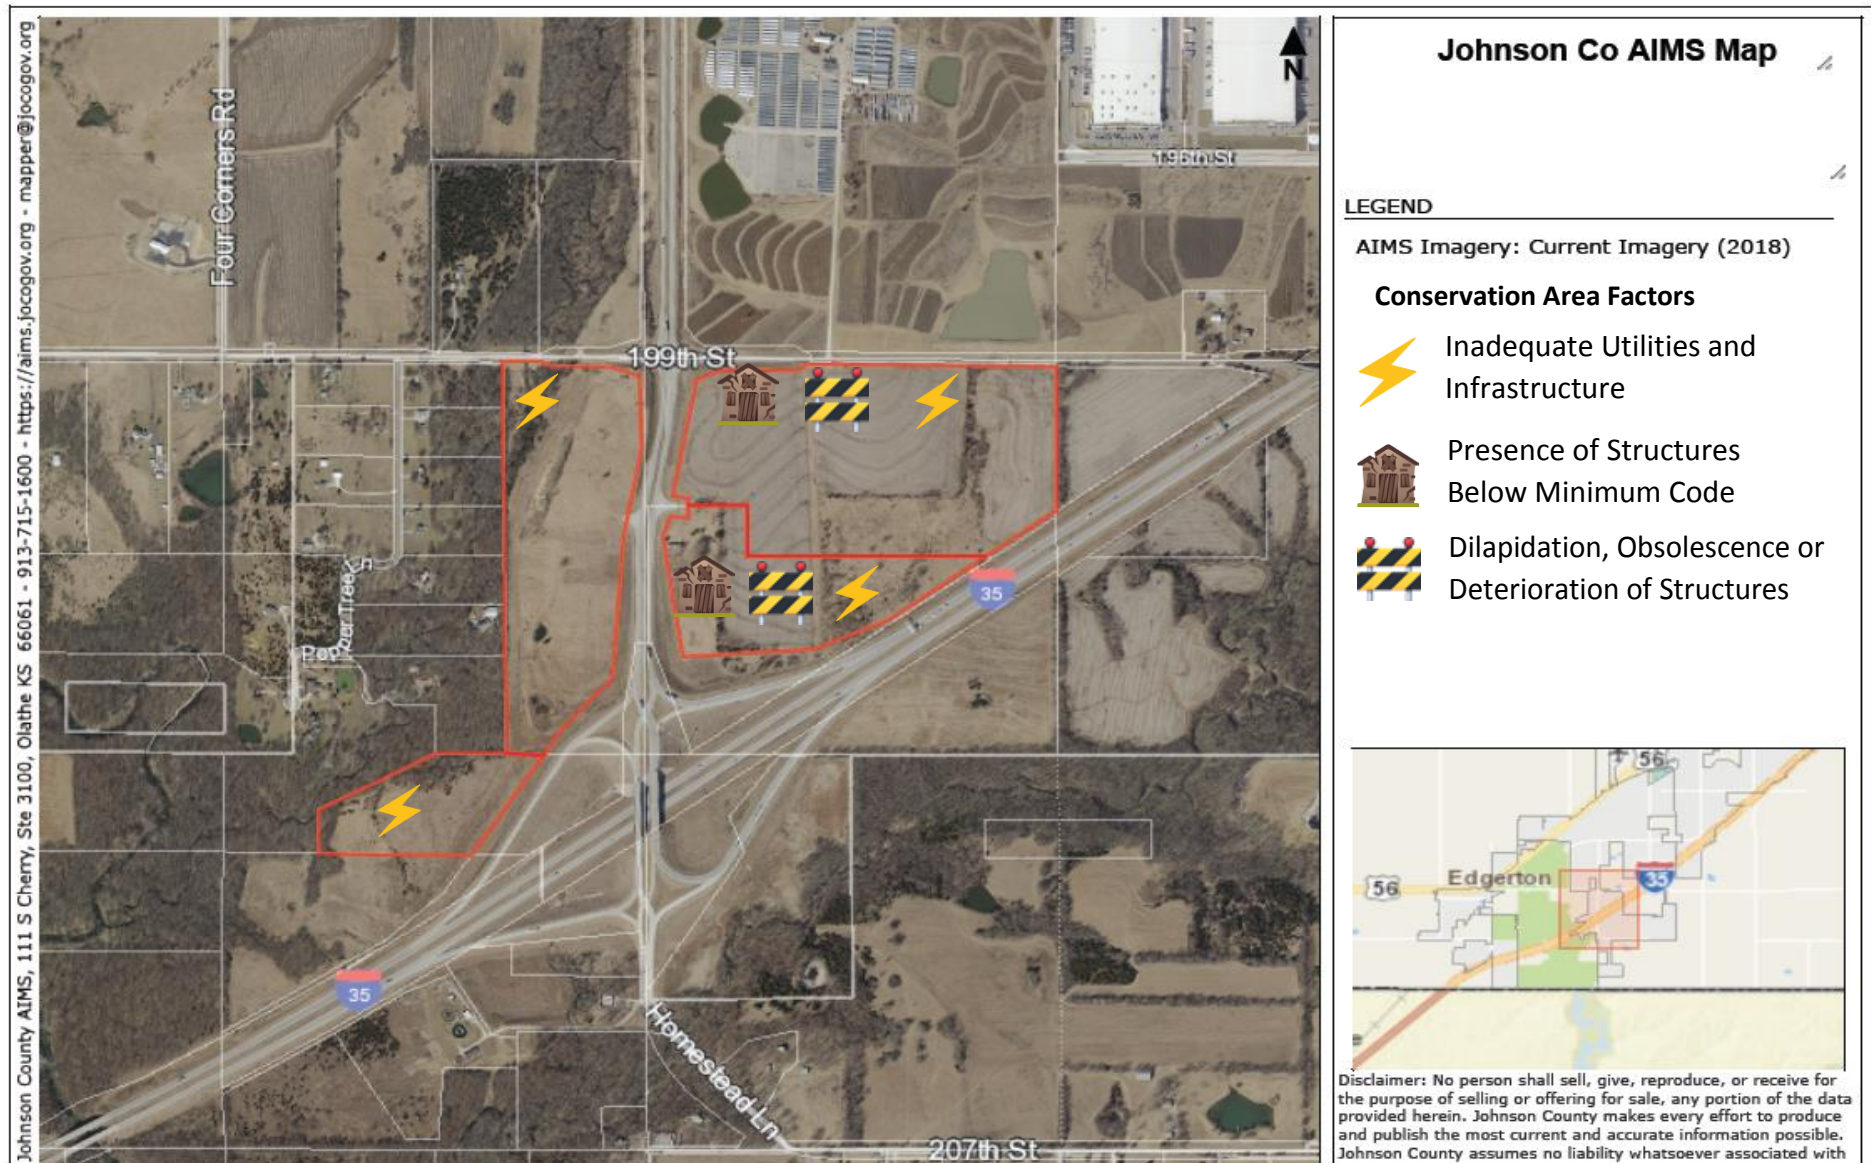 Johnson County AIMS, 111 S Cherry, Ste 3100, Olathe KS 66061 - 913-715-1600 - https://aims.jocogov.org - mapper@jocogov.org
Four Corners Rd
196th St
N
199th St
Poplar Tree Ln
35
35
Homestead Ln
207th St
Johnson Co AIMS Map
LEGEND
AIMS Imagery: Current Imagery (2018)
Conservation Area Factors
Inadequate Utilities and
Infrastructure
Presence of Structures
Below Minimum Code
Dilapidation, Obsolescence or
Deterioration of Structures
56
56
Edgerton
35
Disclaimer: No person shall sell, give, reproduce, or receive for
the purpose of selling or offering for sale, any portion of the data
provided herein. Johnson County makes every effort to produce
and publish the most current and accurate information possible.
Johnson County assumes no liability whatsoever associated with